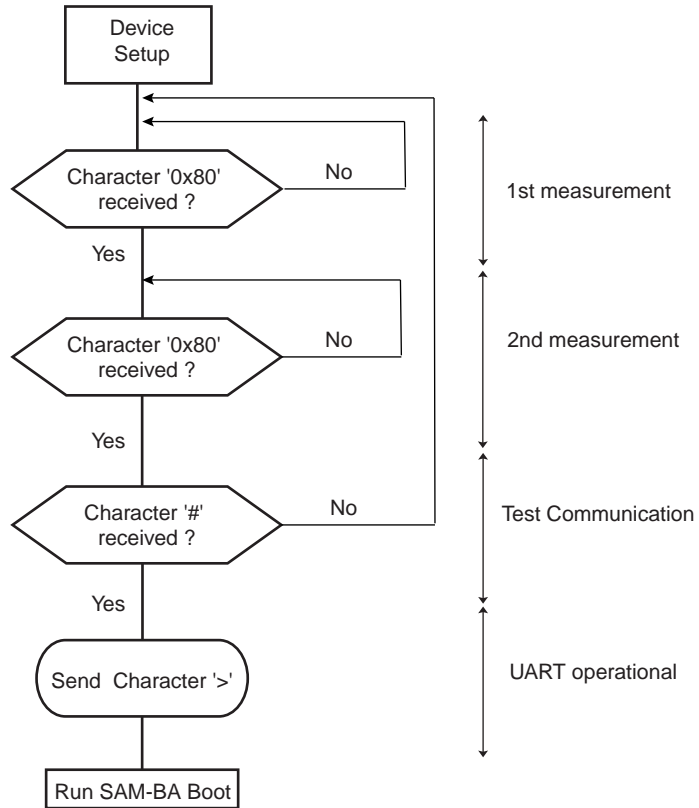 Device
Setup
Character '0x80'
received ?
No
1st measurement
Yes
Character '0x80'
received ?
No
2nd measurement
Yes
Character '#'
received ?
No
Test Communication
Yes
Send  Character '>'
UART operational
Run SAM-BA Boot